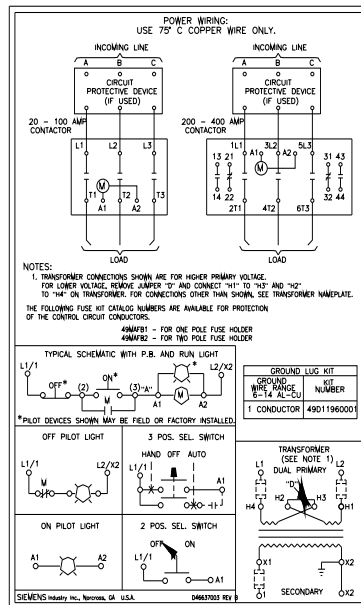 POWER WIRING:
USE 75° C COPPER WIRE ONLY.
INCOMING LINE
A B C
CIRCUIT
PROTECTIVE DEVICE
(IF USED)
20 - 100 AMP
CONTACTOR
L1 L2 L3
M
T1 T2 T3
A1 A2
LOAD
INCOMING LINE
A B C
CIRCUIT
PROTECTIVE DEVICE
(IF USED)
200 - 400 AMP
CONTACTOR
1L1 3L2 5L3
13 21 A1 A2 31 43
M
14 22 32 44
2T1 4T2 6T3
LOAD
NOTES:
1. TRANSFORMER CONNECTIONS SHOWN ARE FOR HIGHER PRIMARY VOLTAGE.
FOR LOWER VOLTAGE, REMOVE JUMPER "D" AND CONNECT "H1" TO "H3" AND "H2"
TO "H4" ON TRANSFORMER. FOR CONNECTIONS OTHER THAN SHOWN, SEE TRANSFORMER NAMEPLATE.
THE FOLLOWING FUSE KIT CATALOG NUMBERS ARE AVAILABLE FOR PROTECTION
OF THE CONTROL CIRCUIT CONDUCTORS.
49MAFB1 - FOR ONE POLE FUSE HOLDER
49MAFB2 - FOR TWO POLE FUSE HOLDER
TYPICAL SCHEMATIC WITH P.B. AND RUN LIGHT
L1/1 L2/X2
OFF* (2) ON* (3) "A" * A1 M A2
M
*PILOT DEVICES SHOWN MAY BE FIELD OR FACTORY INSTALLED.
GROUND LUG KIT
GROUND WIRE RANGE 6-14 AL-CU
KIT NUMBER
1 CONDUCTOR 49D11960001
OFF PILOT LIGHT
L1/1 L2/X2
M
3 POS. SEL. SWITCH
HAND OFF AUTO
L1/1 A1
TRANSFORMER
(SEE NOTE 1)
L1 DUAL PRIMARY L2
"D"
H4 H2 H3 H1
X1 X2
1 SECONDARY X2
ON PILOT LIGHT
A1 A2
2 POS. SEL. SWITCH
OFF ON
L1/1
A1
SIEMENS Industry Inc., Norcross, GA U.S.A. D46637003 REV B